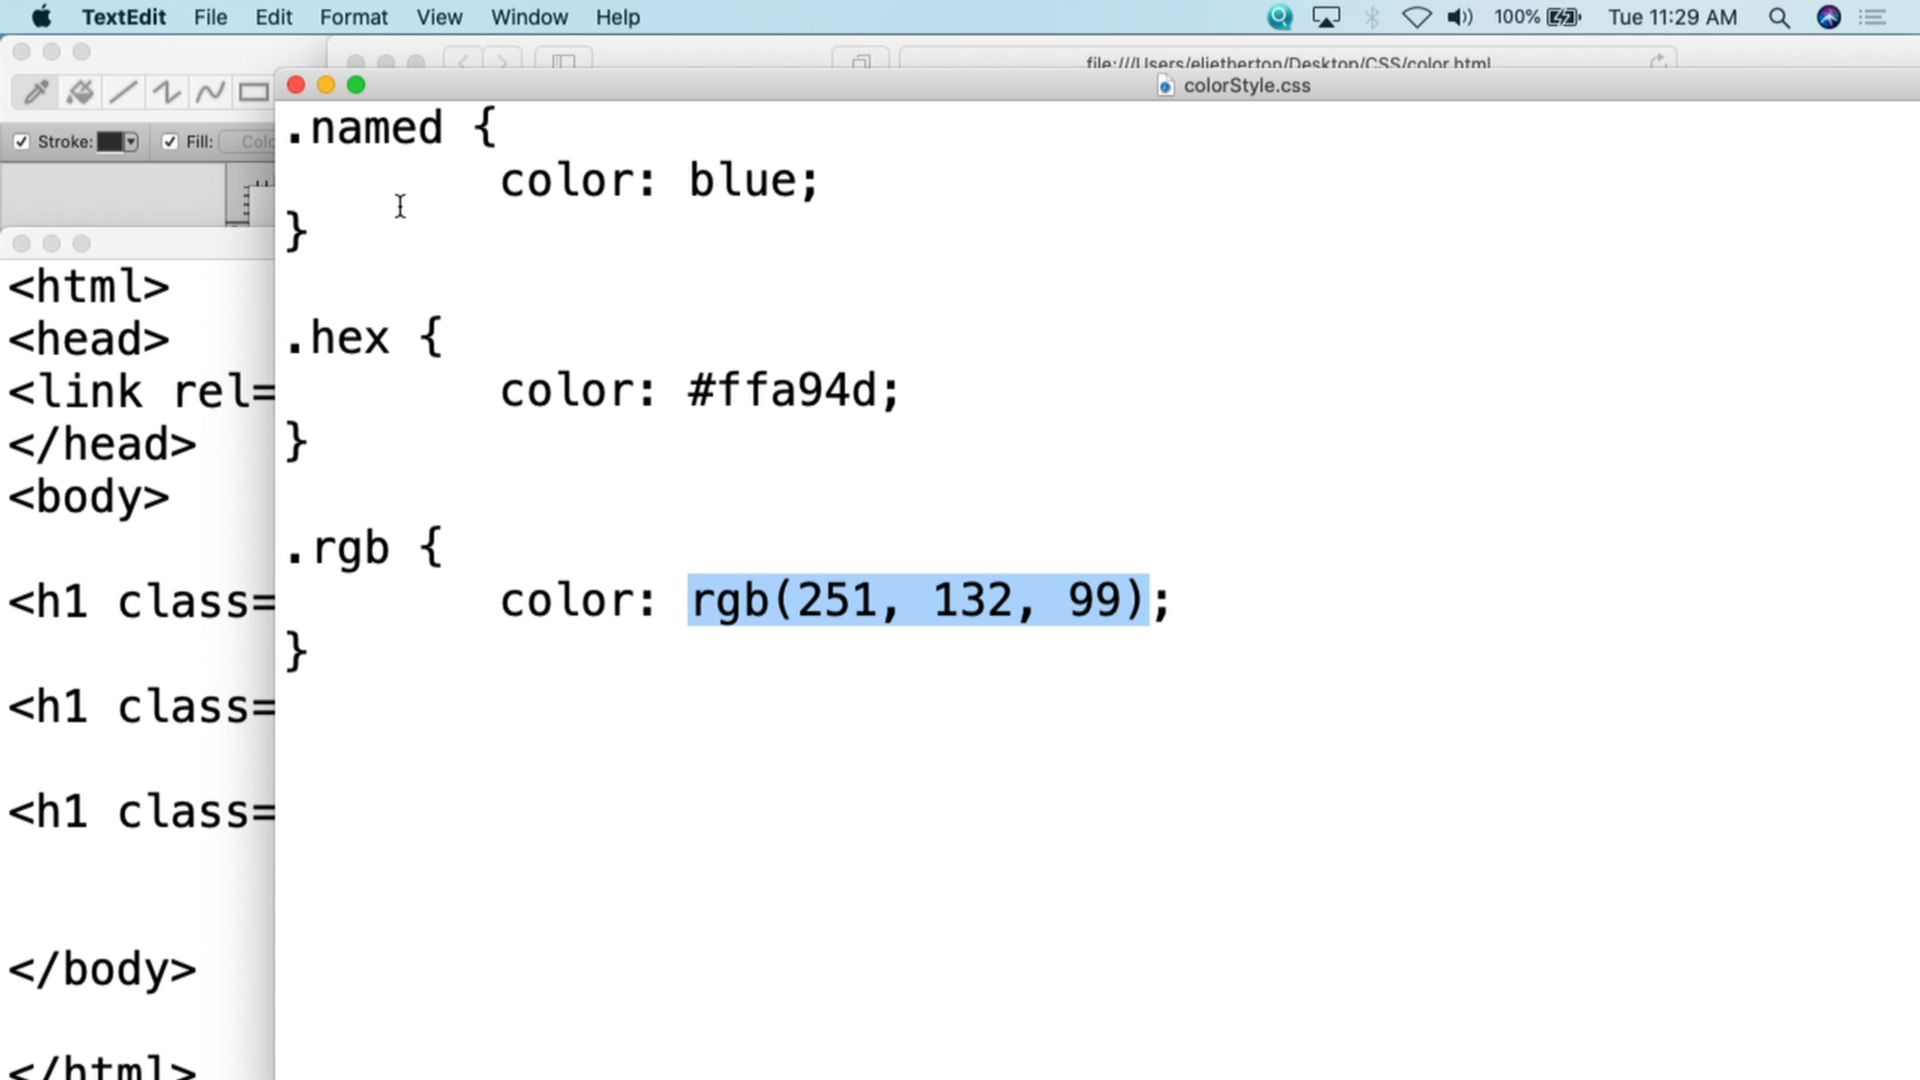 TextEdit File Edit Format View Window Help 100% Tue 11:29 AM
file:///Users/elietherton/Desktop/CSS/color.html
colorStyle.css
Stroke: Fill:
.named {
color: blue;
}
.hex {
color: #ffa94d;
}
.rgb {
color: rgb(251, 132, 99);
}
<html>
<head>
<link rel=
</head>
<body>
<h1 class=
<h1 class=
<h1 class=
</body>
</html>